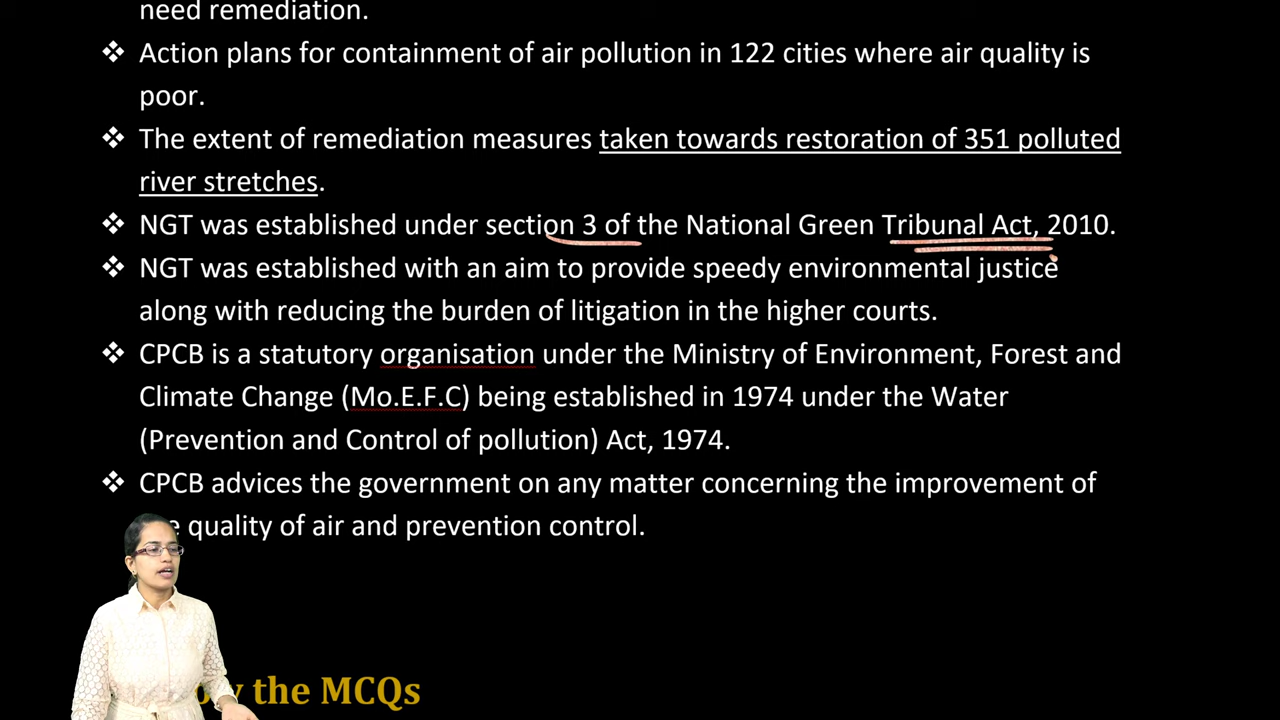 need remediation.
❖ Action plans for containment of air pollution in 122 cities where air quality is
poor.
❖ The extent of remediation measures taken towards restoration of 351 polluted
river stretches.
❖ NGT was established under section 3 of the National Green Tribunal Act, 2010.
❖ NGT was established with an aim to provide speedy environmental justice
along with reducing the burden of litigation in the higher courts.
❖ CPCB is a statutory organisation under the Ministry of Environment, Forest and
Climate Change (Mo.E.F.C) being established in 1974 under the Water
(Prevention and Control of pollution) Act, 1974.
❖ CPCB advices the government on any matter concerning the improvement of
quality of air and prevention control.
the MCQs